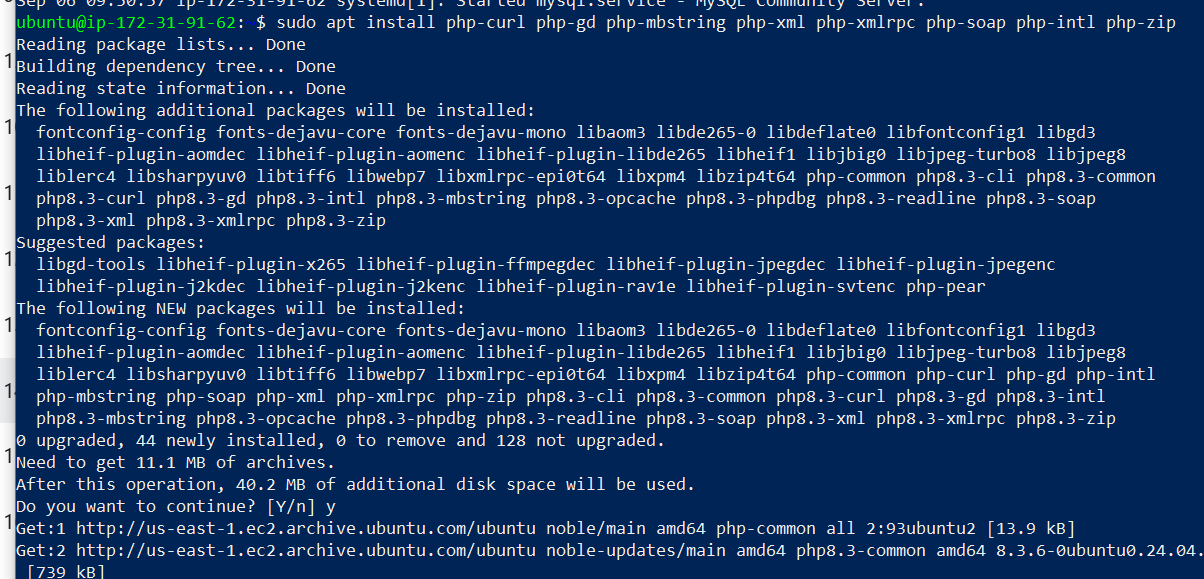 Sep 06 09:50:57 ip-172-31-91-62 systemd[1]: Started mysql.service - MySQL Community Server.
ubuntu@ip-172-31-91-62:~$ sudo apt install php-curl php-gd php-mbstring php-xml php-xmlrpc php-soap php-intl php-zip
Reading package lists... Done
Building dependency tree... Done
Reading state information... Done
The following additional packages will be installed:
  fontconfig-config fonts-dejavu-core fonts-dejavu-mono libaom3 libde265-0 libdeflate0 libfontconfig1 libgd3
  libheif-plugin-aomdec libheif-plugin-aomenc libheif-plugin-libde265 libheif1 libjbig0 libjpeg-turbo8 libjpeg8
  liblerc4 libsharpyuv0 libtiff6 libwebp7 libxmlrpc-epi0t64 libxpm4 libzip4t64 php-common php8.3-cli php8.3-common
  php8.3-curl php8.3-gd php8.3-intl php8.3-mbstring php8.3-opcache php8.3-phpdbg php8.3-readline php8.3-soap
  php8.3-xml php8.3-xmlrpc php8.3-zip
Suggested packages:
  libgd-tools libheif-plugin-x265 libheif-plugin-ffmpegdec libheif-plugin-jpegdec libheif-plugin-jpegenc
  libheif-plugin-j2kdec libheif-plugin-j2kenc libheif-plugin-rav1e libheif-plugin-svtenc php-pear
The following NEW packages will be installed:
  fontconfig-config fonts-dejavu-core fonts-dejavu-mono libaom3 libde265-0 libdeflate0 libfontconfig1 libgd3
  libheif-plugin-aomdec libheif-plugin-aomenc libheif-plugin-libde265 libheif1 libjbig0 libjpeg-turbo8 libjpeg8
  liblerc4 libsharpyuv0 libtiff6 libwebp7 libxmlrpc-epi0t64 libxpm4 libzip4t64 php-common php-curl php-gd php-intl
  php-mbstring php-soap php-xml php-xmlrpc php-zip php8.3-cli php8.3-common php8.3-curl php8.3-gd php8.3-intl
  php8.3-mbstring php8.3-opcache php8.3-phpdbg php8.3-readline php8.3-soap php8.3-xml php8.3-xmlrpc php8.3-zip
0 upgraded, 44 newly installed, 0 to remove and 128 not upgraded.
Need to get 11.1 MB of archives.
After this operation, 40.2 MB of additional disk space will be used.
Do you want to continue? [Y/n] y
Get:1 http://us-east-1.ec2.archive.ubuntu.com/ubuntu noble/main amd64 php-common all 2:93ubuntu2 [13.9 kB]
Get:2 http://us-east-1.ec2.archive.ubuntu.com/ubuntu noble-updates/main amd64 php8.3-common amd64 8.3.6-0ubuntu0.24.04.
 [739 kB]